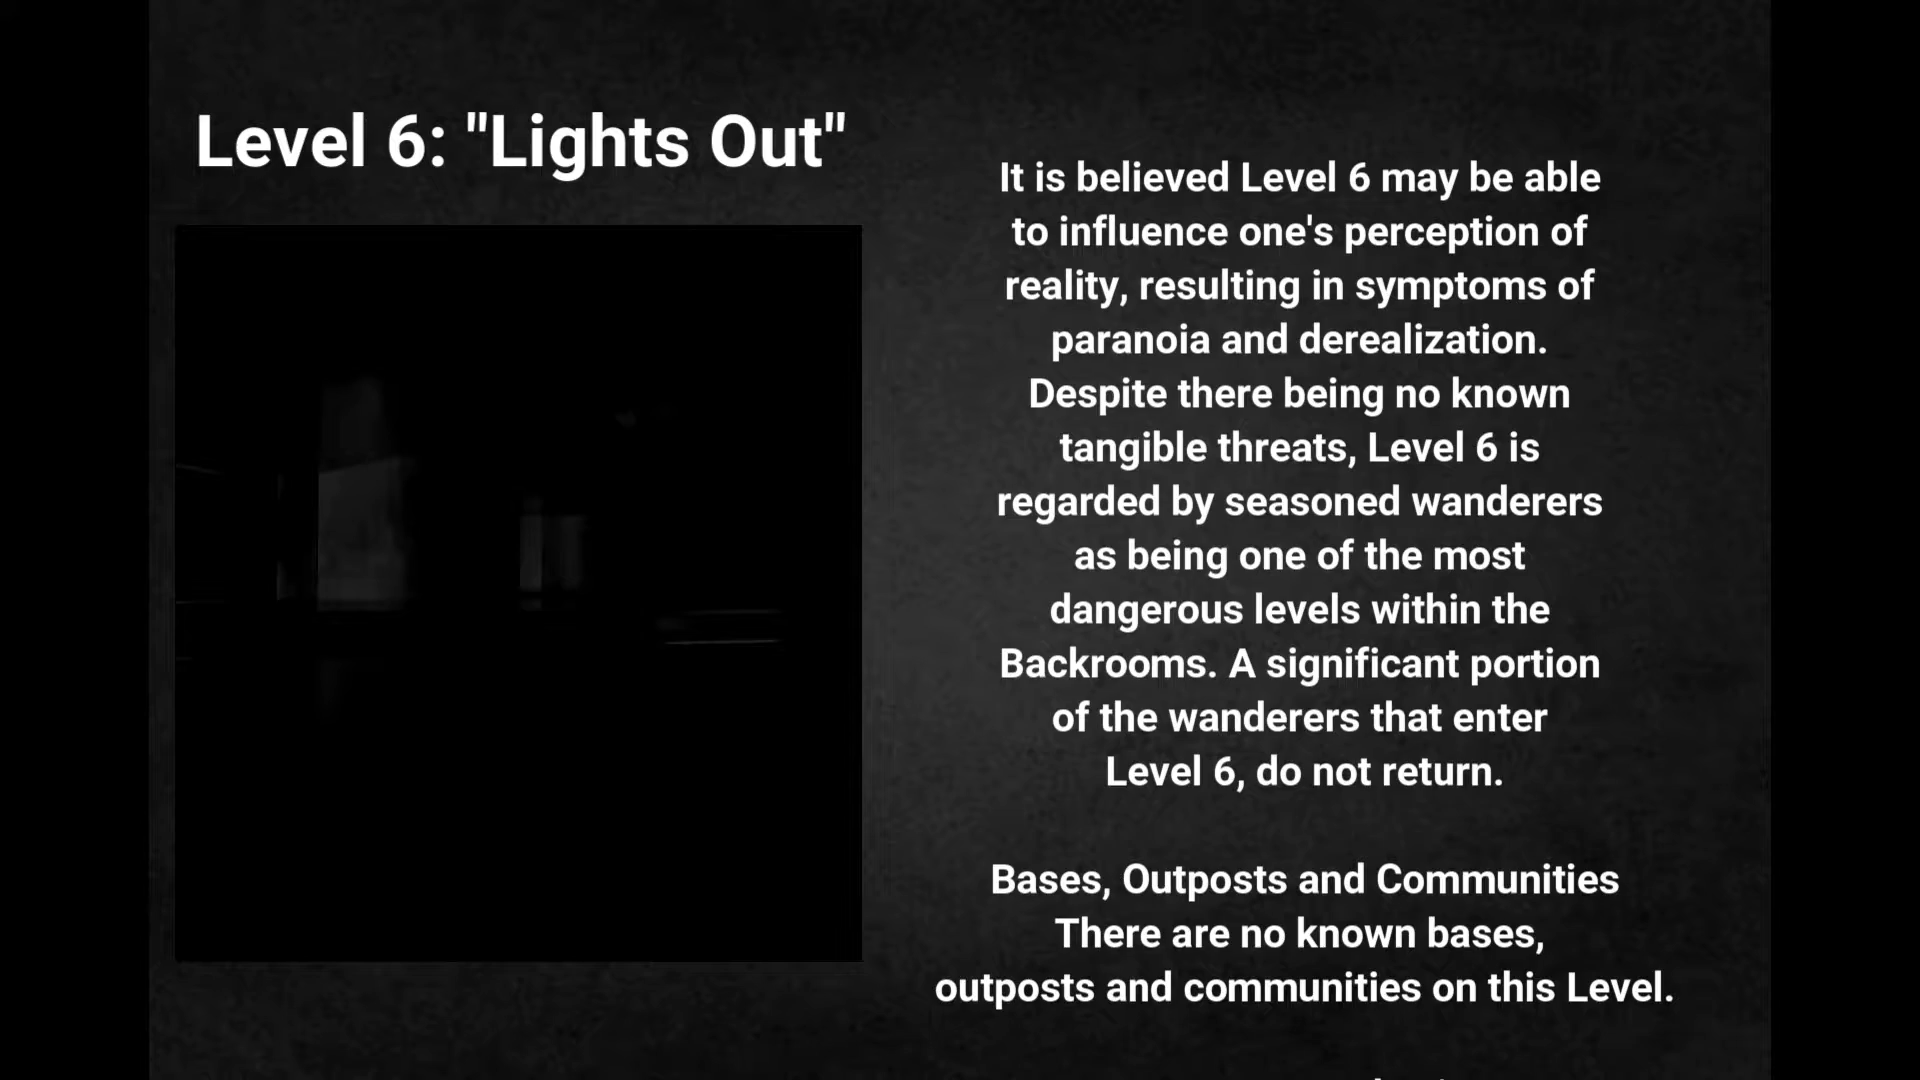 Level 6: "Lights Out"
It is believed Level 6 may be able
to influence one's perception of
reality, resulting in symptoms of
paranoia and derealization.
Despite there being no known
tangible threats, Level 6 is
regarded by seasoned wanderers
as being one of the most
dangerous levels within the
Backrooms. A significant portion
of the wanderers that enter
Level 6, do not return.
Bases, Outposts and Communities
There are no known bases,
outposts and communities on this Level.